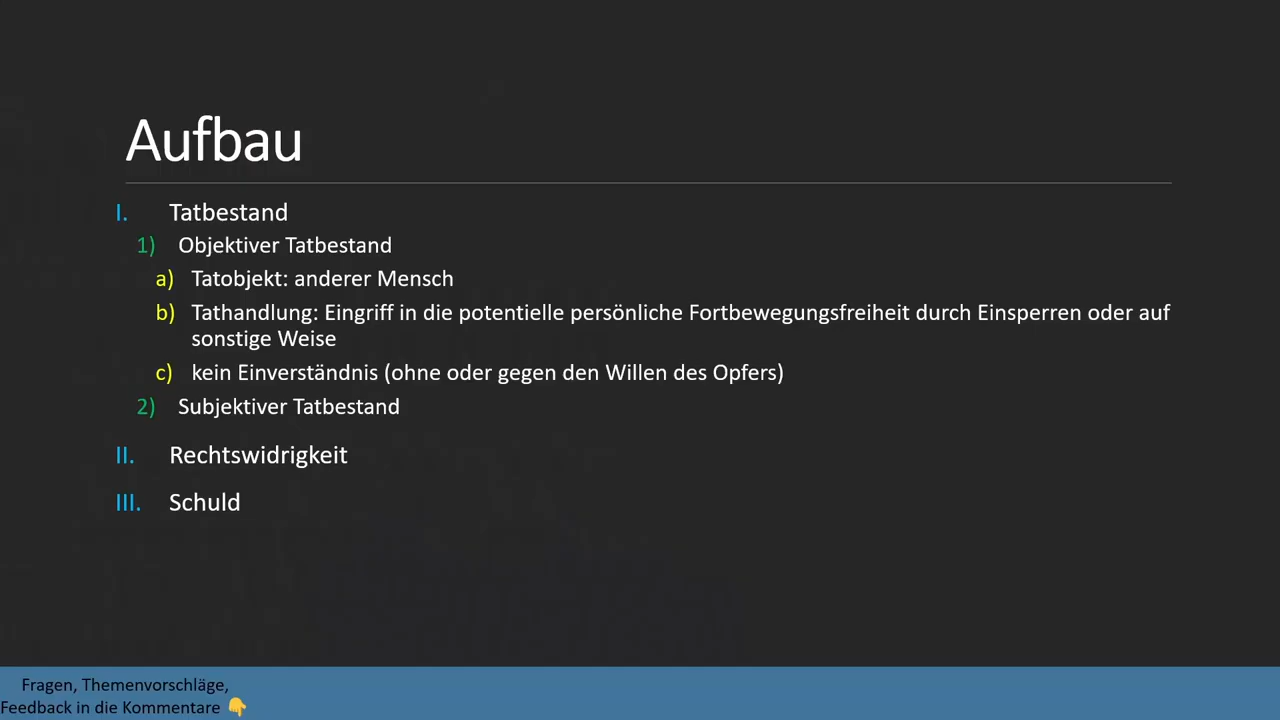 Aufbau
I. Tatbestand
1) Objektiver Tatbestand
a) Tatobjekt: anderer Mensch
b) Tathandlung: Eingriff in die potentielle persönliche Fortbewegungsfreiheit durch Einsperren oder auf
sonstige Weise
c) kein Einverständnis (ohne oder gegen den Willen des Opfers)
2) Subjektiver Tatbestand
II. Rechtswidrigkeit
III. Schuld
Fragen, Themenvorschläge,
Feedback in die Kommentare 👇